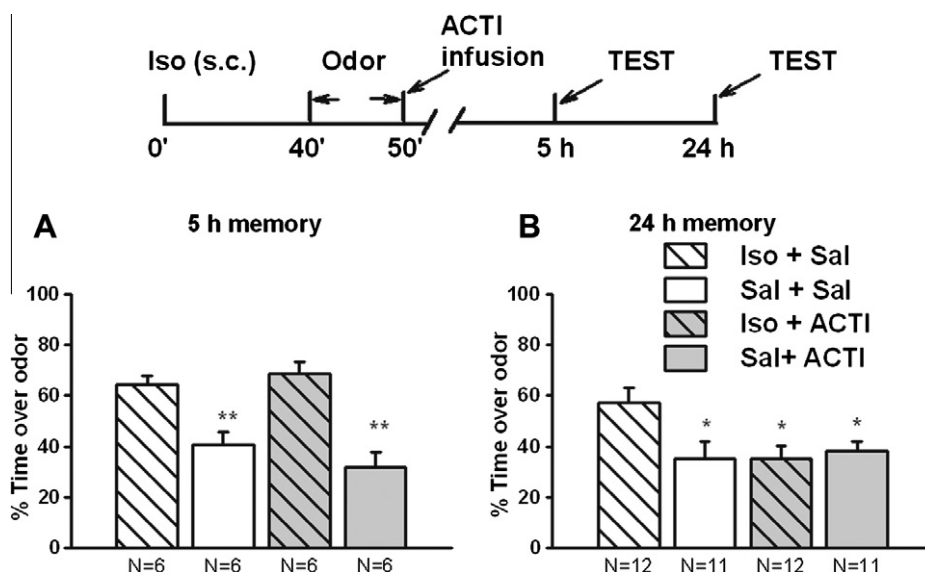 ACTI
infusion
Iso (s.c.)
Odor
TEST
TEST
0'
40'
50'
5 h
24 h
A
5 h memory
B
24 h memory
Iso + Sal
Sal + Sal
Iso + ACTI
Sal+ ACTI
% Time over odor
100
80
60
40
20
0
**
**
N=6
N=6
N=6
N=6
% Time over odor
100
80
60
40
20
0
*
*
*
N=12
N=11
N=12
N=11